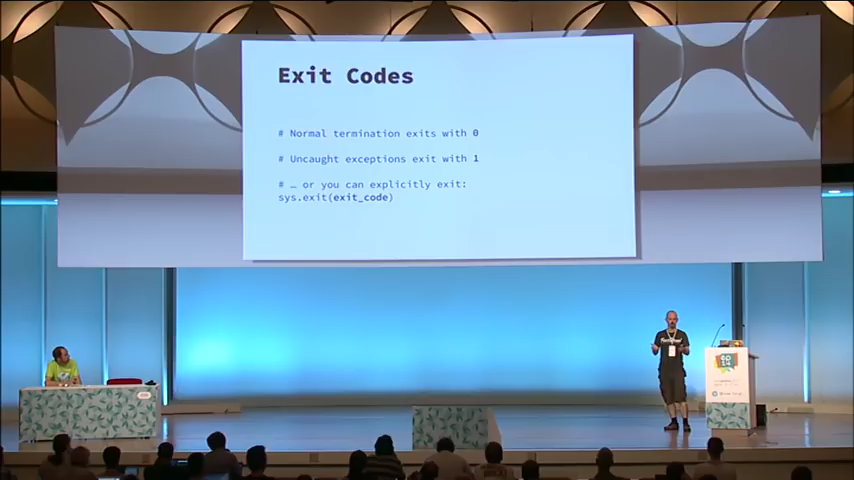 Exit Codes
# Normal termination exits with 0
# Uncaught exceptions exit with 1
# … or you can explicitly exit:
sys.exit(exit_code)